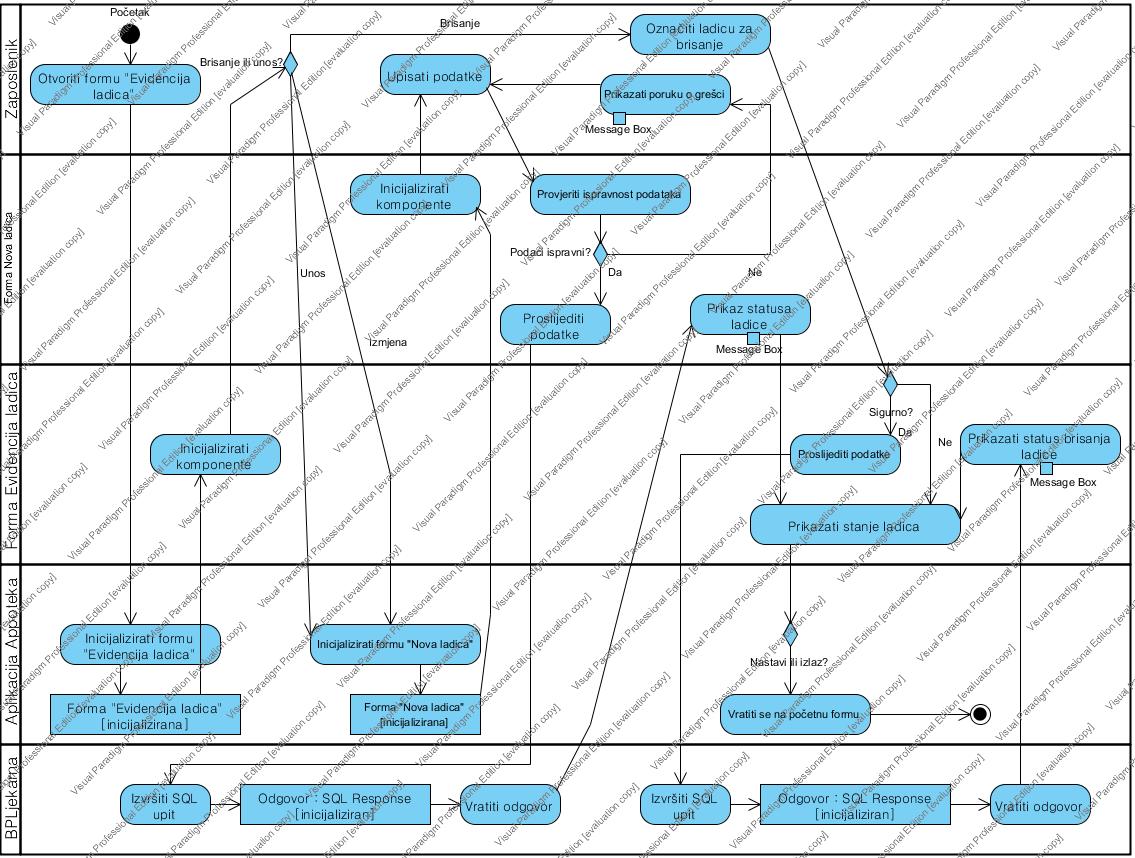 Zaposlenik
Početak
Otvoriti formu "Evidencija
ladica"
Brisanje ili unos?
Brisanje
Upisati podatke
Označiti ladicu za
brisanje
Prikazati poruku o grešci
Message Box
Forma Nova ladica
Inicijalizirati
komponente
Provjeriti ispravnost podataka
Podaci ispravni?
Da
Ne
Unos
Izmjena
Proslijediti
podatke
Prikaz statusa
ladice
Message Box
Forma Evidencija ladica
Inicijalizirati
komponente
Sigurno?
Da
Ne
Proslijediti podatke
Prikazati status brisanja
ladice
Message Box
Prikazati stanje ladica
Aplikacija Appoteka
Inicijalizirati formu
"Evidencija ladica"
Forma "Evidencija ladica"
[inicijalizirana]
Inicijalizirati formu "Nova ladica"
Forma "Nova ladica"
[inicijalizirana]
Nastavi ili izlaz?
Vratiti se na početnu formu
BPLjekarna
Izvršiti SQL
upit
Odgovor : SQL Response
[inicijaliziran]
Vratiti odgovor
Izvršiti SQL
upit
Odgovor : SQL Response
[inicijaliziran]
Vratiti odgovor
Visual Paradigm Professional Edition [evaluation copy]